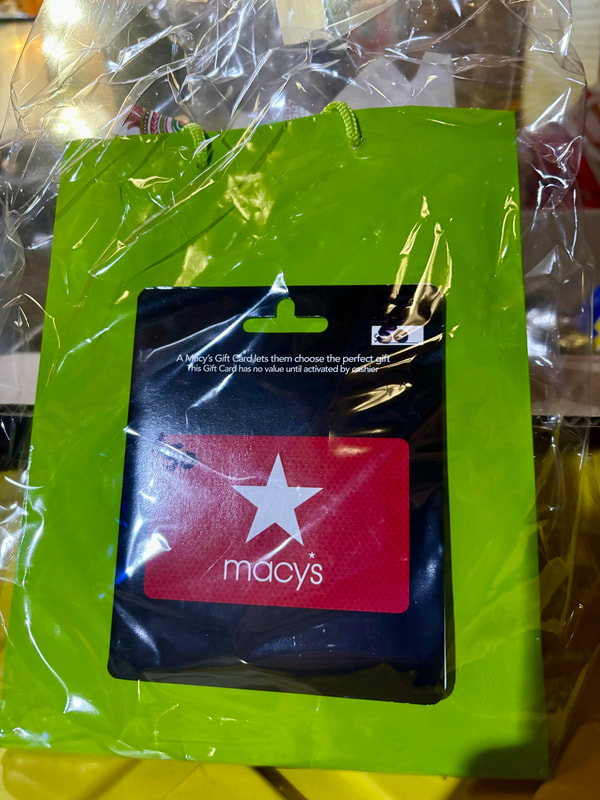 A Macy's Gift Card lets them choose the perfect gift
This Gift Card has no value until activated by cashier
macy's